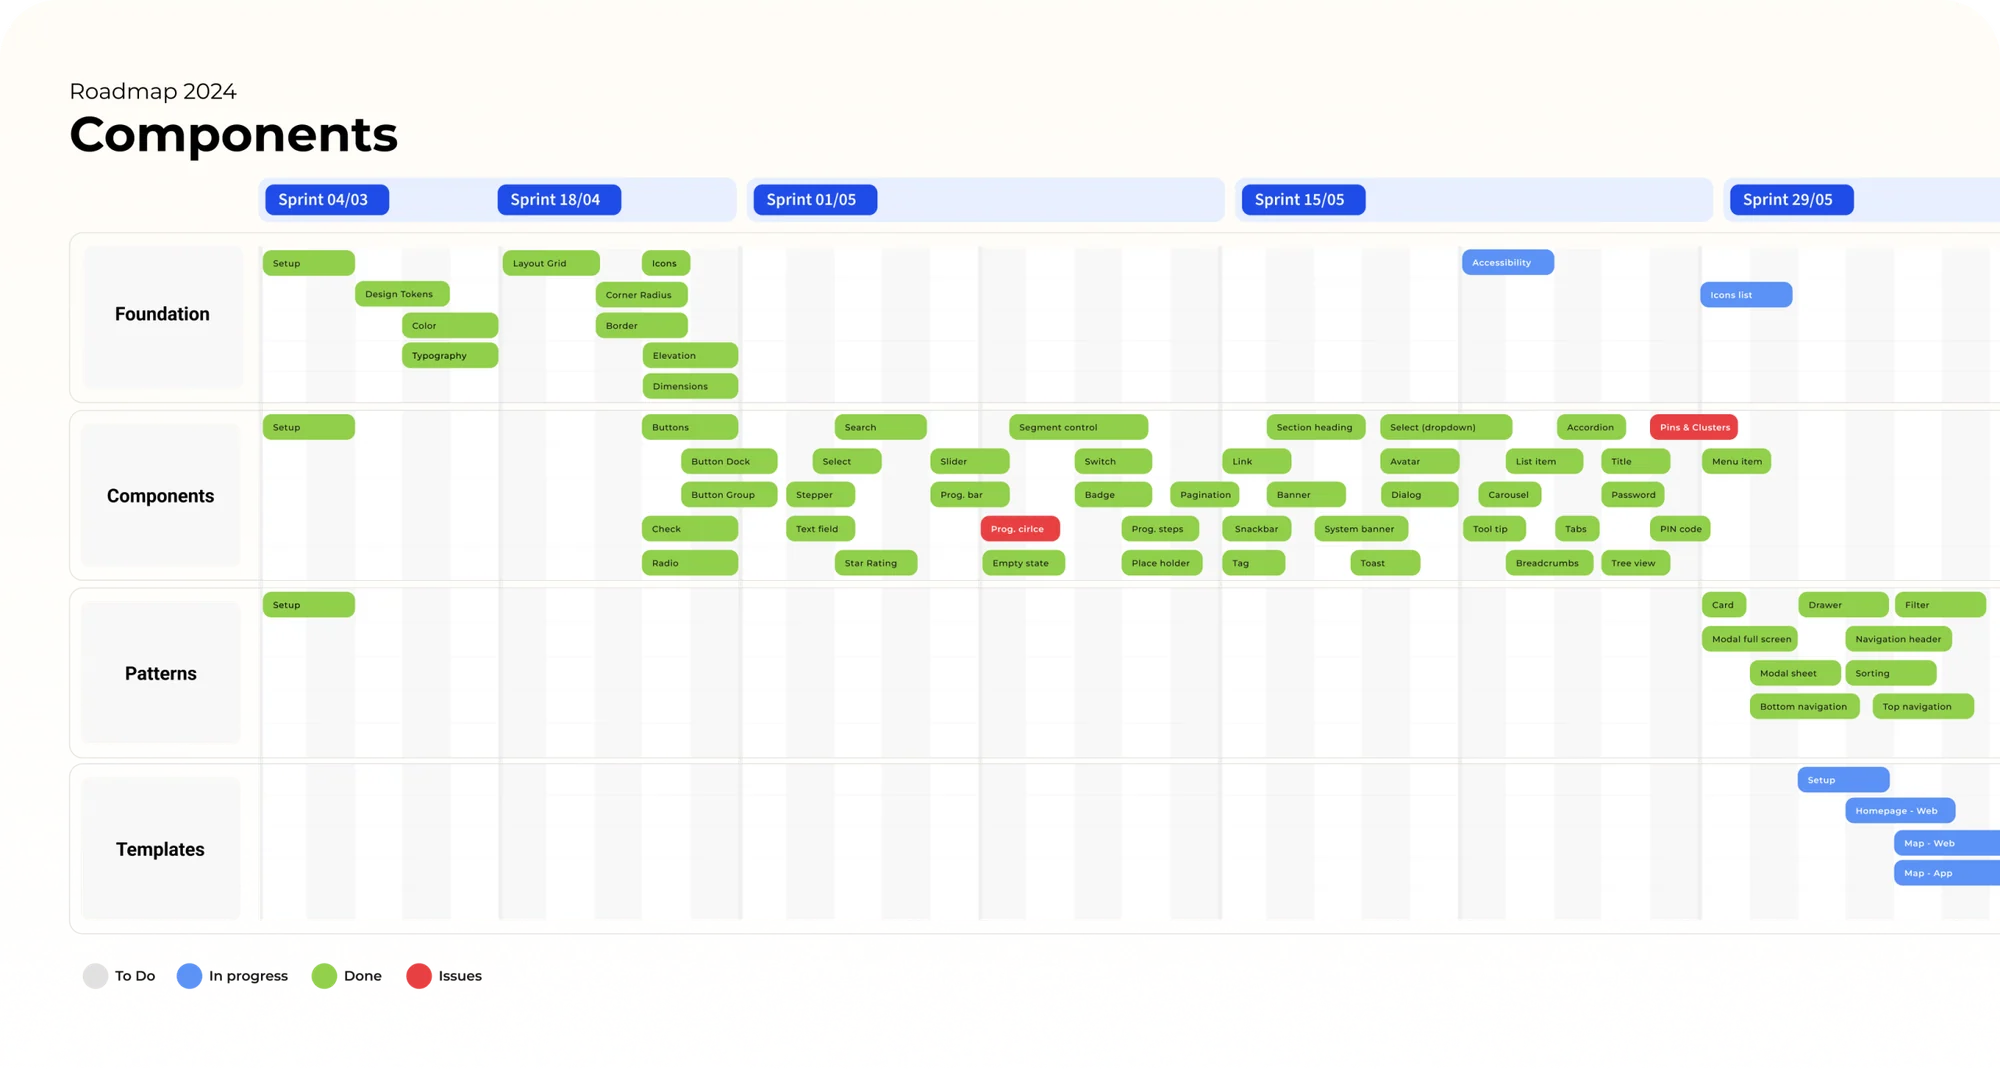 Roadmap 2024
Components
Sprint 04/03 Sprint 18/04 Sprint 01/05 Sprint 15/05 Sprint 29/05
Foundation
Setup Layout Grid Icons Accessibility
Design Tokens Corner Radius Icons list
Color Border
Typography Elevation
Dimensions
Components
Setup Buttons Search Segment control Section heading Select (dropdown) Accordion Pins & Clusters
Button Dock Select Slider Switch Link Avatar List item Title Menu item
Button Group Stepper Prog. bar Badge Pagination Banner Dialog Carousel Password
Check Text field Prog. cirlce Prog. steps Snackbar System banner Tool tip Tabs PIN code
Radio Star Rating Empty state Place holder Tag Toast Breadcrumbs Tree view
Patterns
Setup Card Drawer Filter
Modal full screen Navigation header
Modal sheet Sorting
Bottom navigation Top navigation
Templates
Setup
Homepage - Web
Map - Web
Map - App
To Do In progress Done Issues